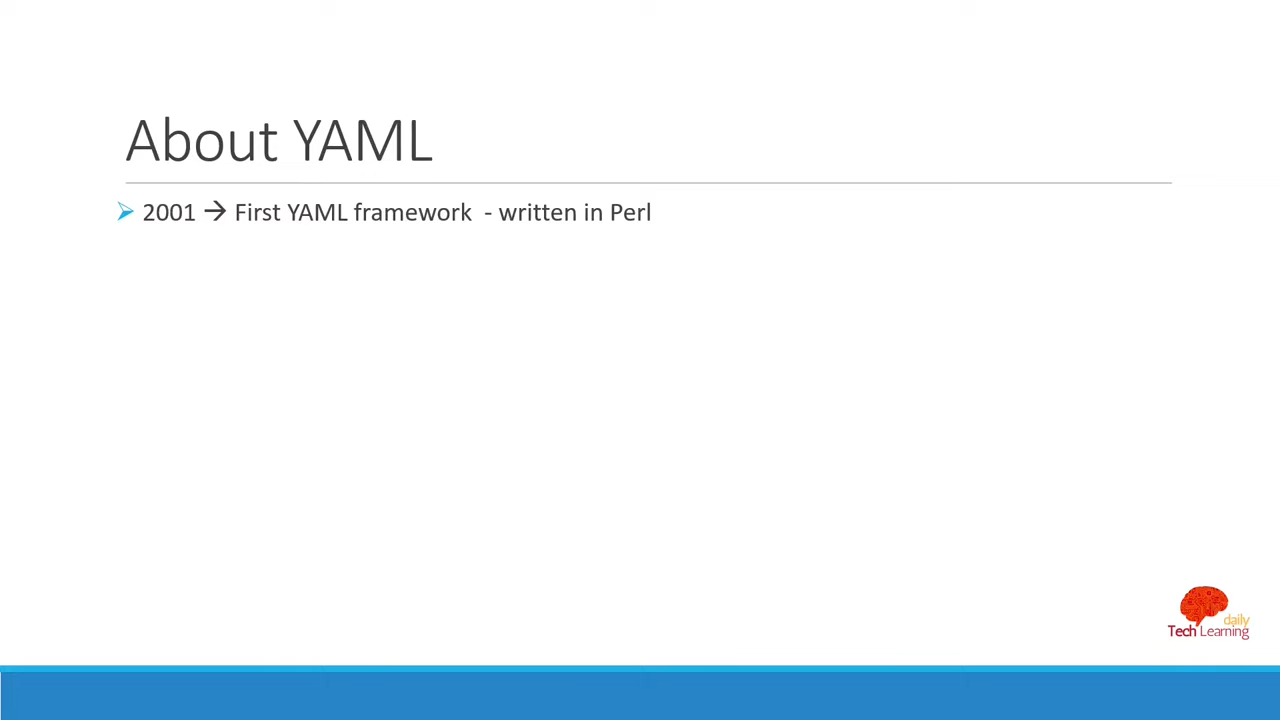 About YAML
➢ 2001 → First YAML framework - written in Perl
daily
Tech Learning